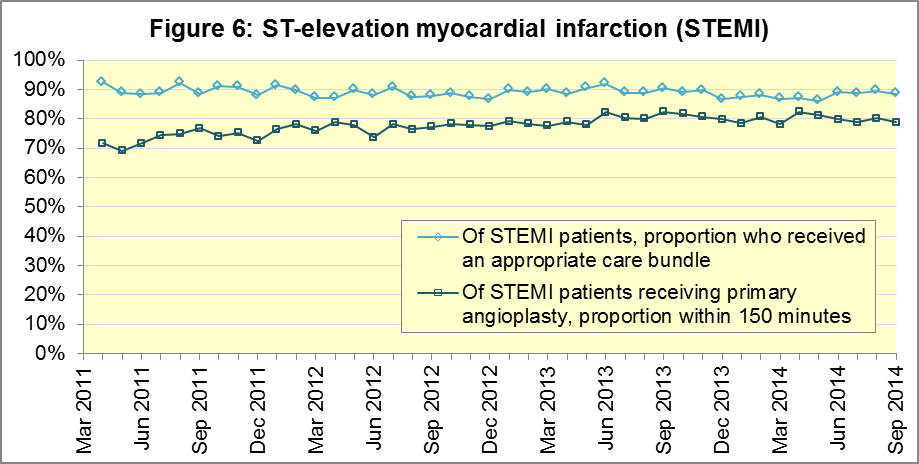 Figure 6: ST-elevation myocardial infarction (STEMI)
100%
90%
80%
70%
60%
50%
40%
30%
20%
10%
0%
Of STEMI patients, proportion who received
an appropriate care bundle
Of STEMI patients receiving primary
angioplasty, proportion within 150 minutes
Mar 2011
Jun 2011
Sep 2011
Dec 2011
Mar 2012
Jun 2012
Sep 2012
Dec 2012
Mar 2013
Jun 2013
Sep 2013
Dec 2013
Mar 2014
Jun 2014
Sep 2014